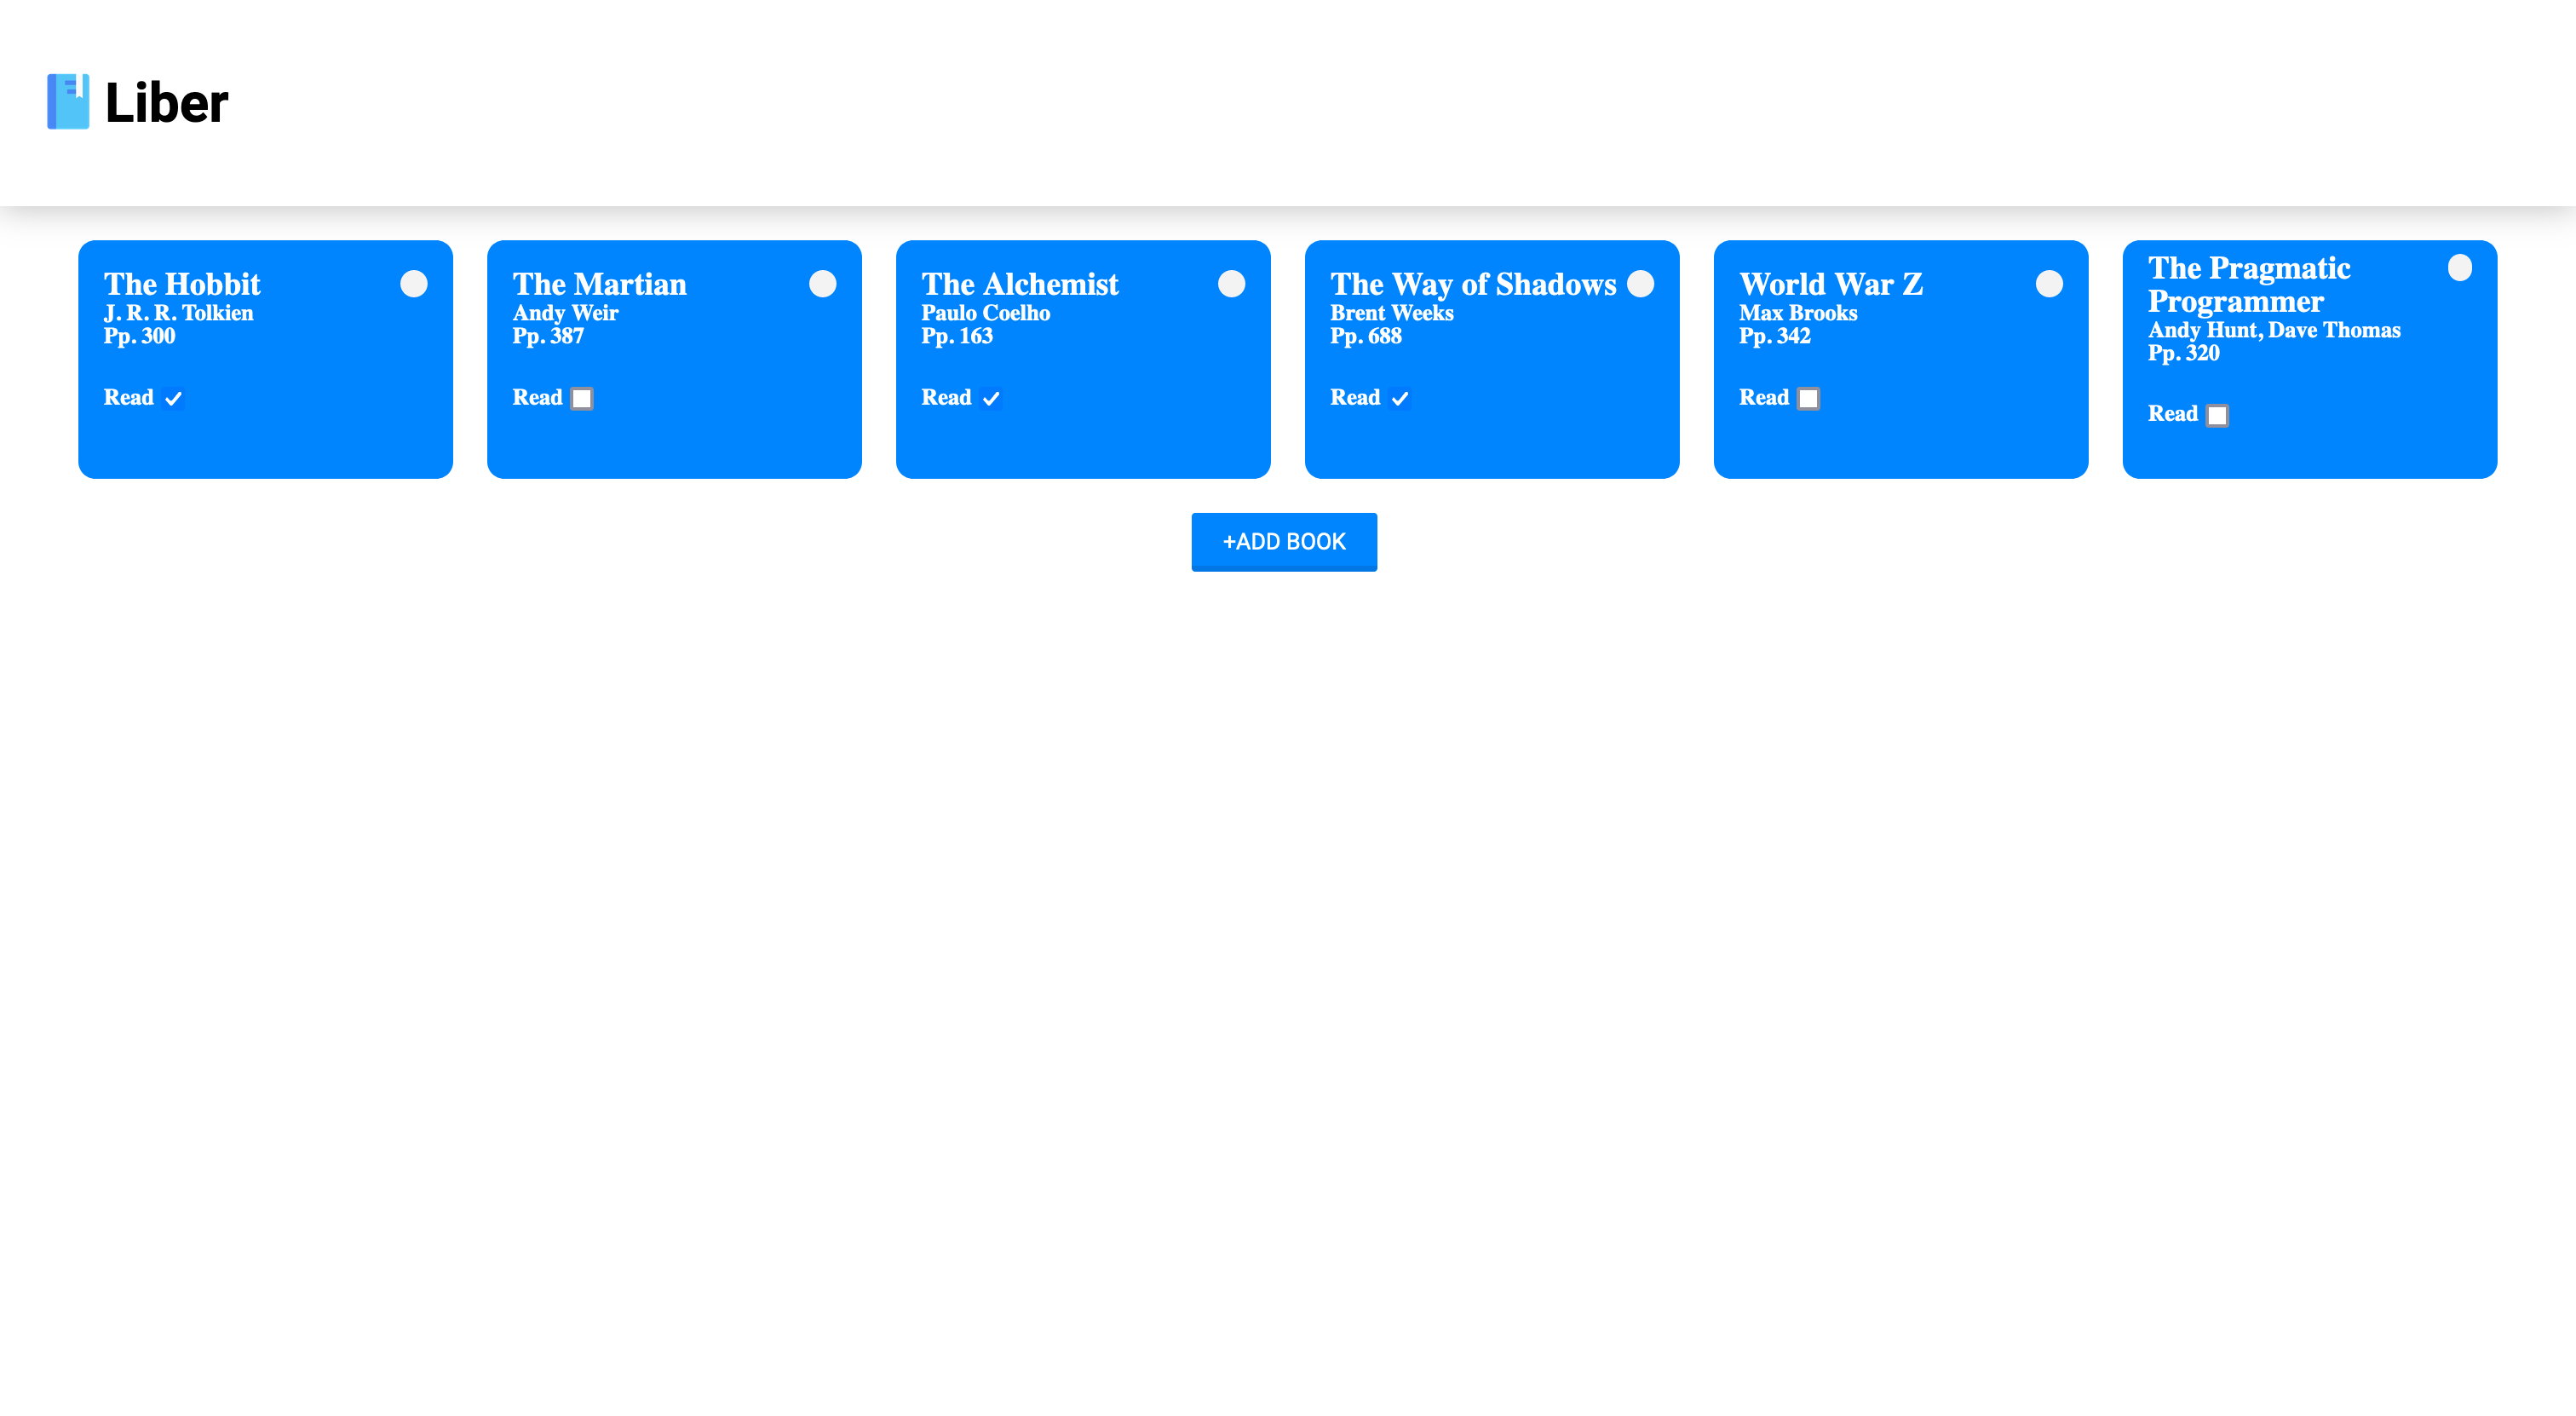 Liber
The Hobbit
J. R. R. Tolkien
Pp. 300
Read
The Martian
Andy Weir
Pp. 387
Read
The Alchemist
Paulo Coelho
Pp. 163
Read
The Way of Shadows
Brent Weeks
Pp. 688
Read
World War Z
Max Brooks
Pp. 342
Read
The Pragmatic
Programmer
Andy Hunt, Dave Thomas
Pp. 320
Read
+ADD BOOK